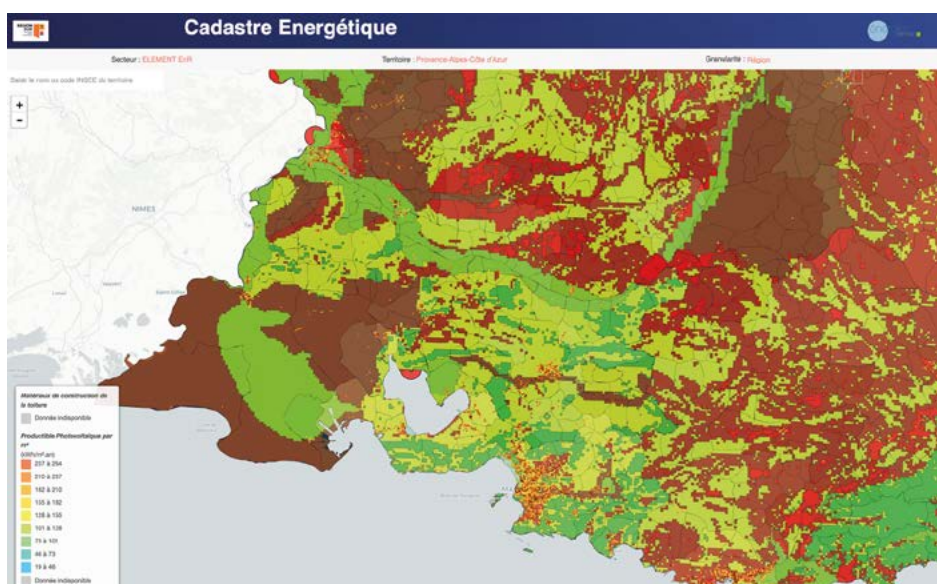 Cadastre Energétique
Secteur : ELEMENT EnR
Territoire : Provence-Alpes-Côte d'Azur
Granularité : Région
Saisir le nom ou code INSEE du territoire
+
−
NIMES
Matériaux de construction de
la toiture
Donnée indisponible
Productible Photovoltaïque par
m²
(kWh/m².an)
237 à 264
210 à 237
182 à 210
155 à 182
128 à 155
101 à 128
73 à 101
46 à 73
19 à 46
Donnée indisponible